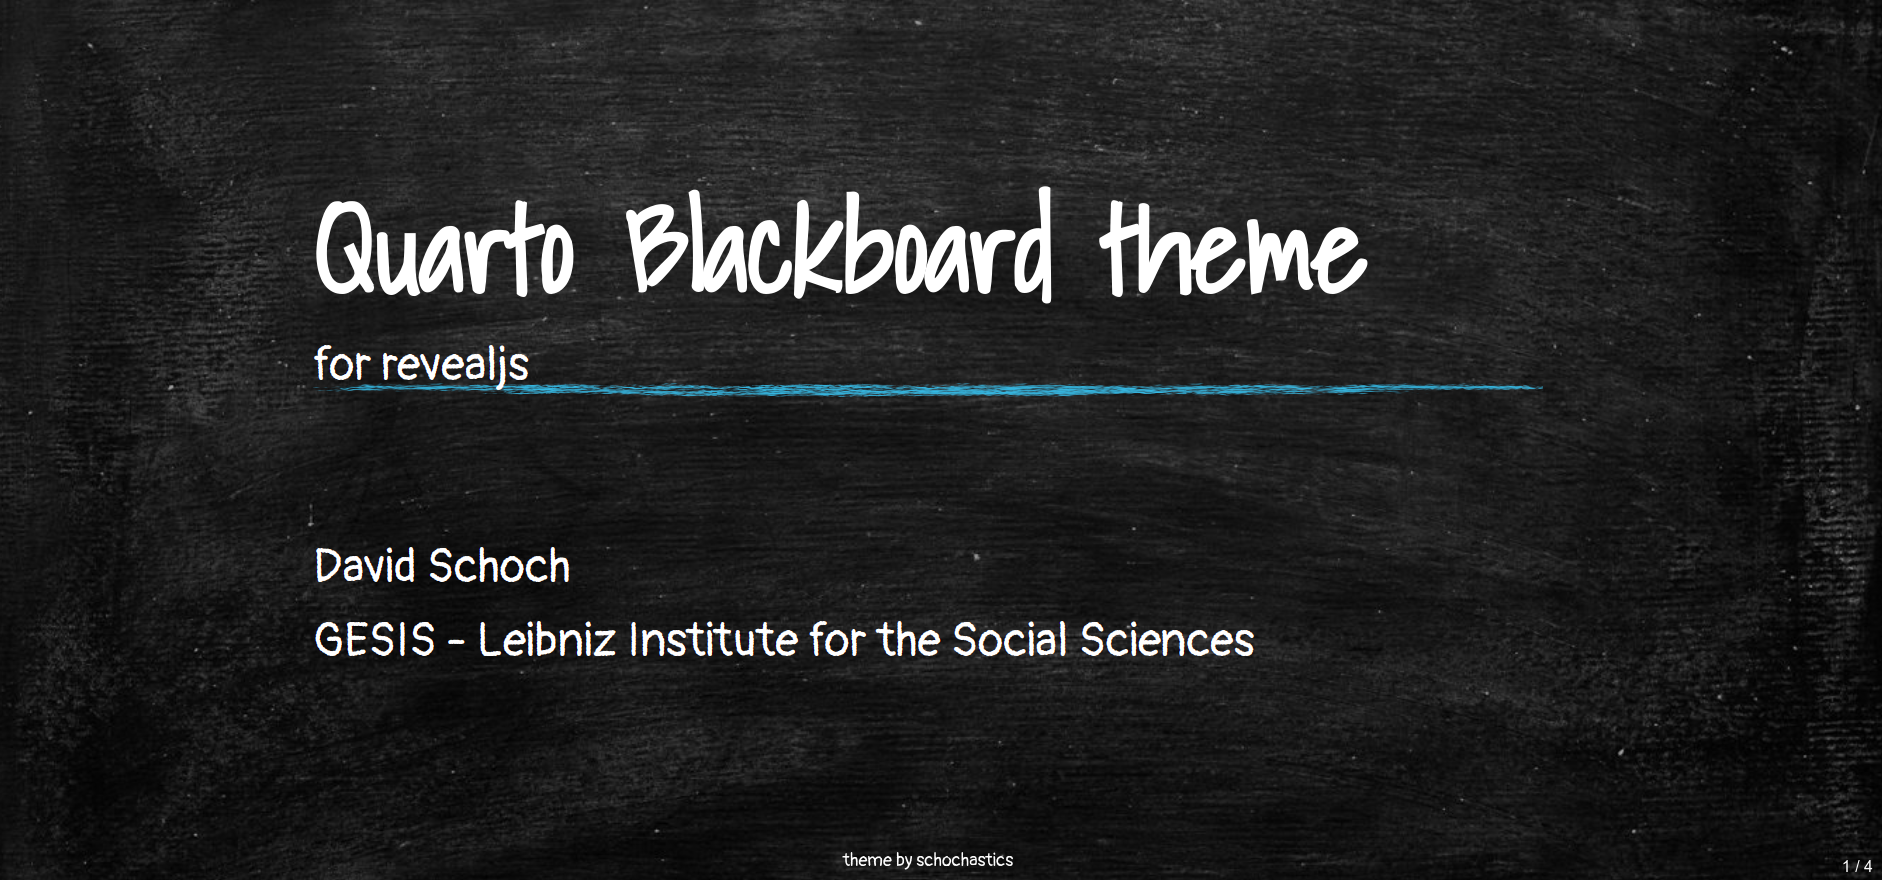 Quarto Blackboard theme
for revealjs
David Schoch
GESIS - Leibniz Institute for the Social Sciences
theme by schochastics
1 / 4